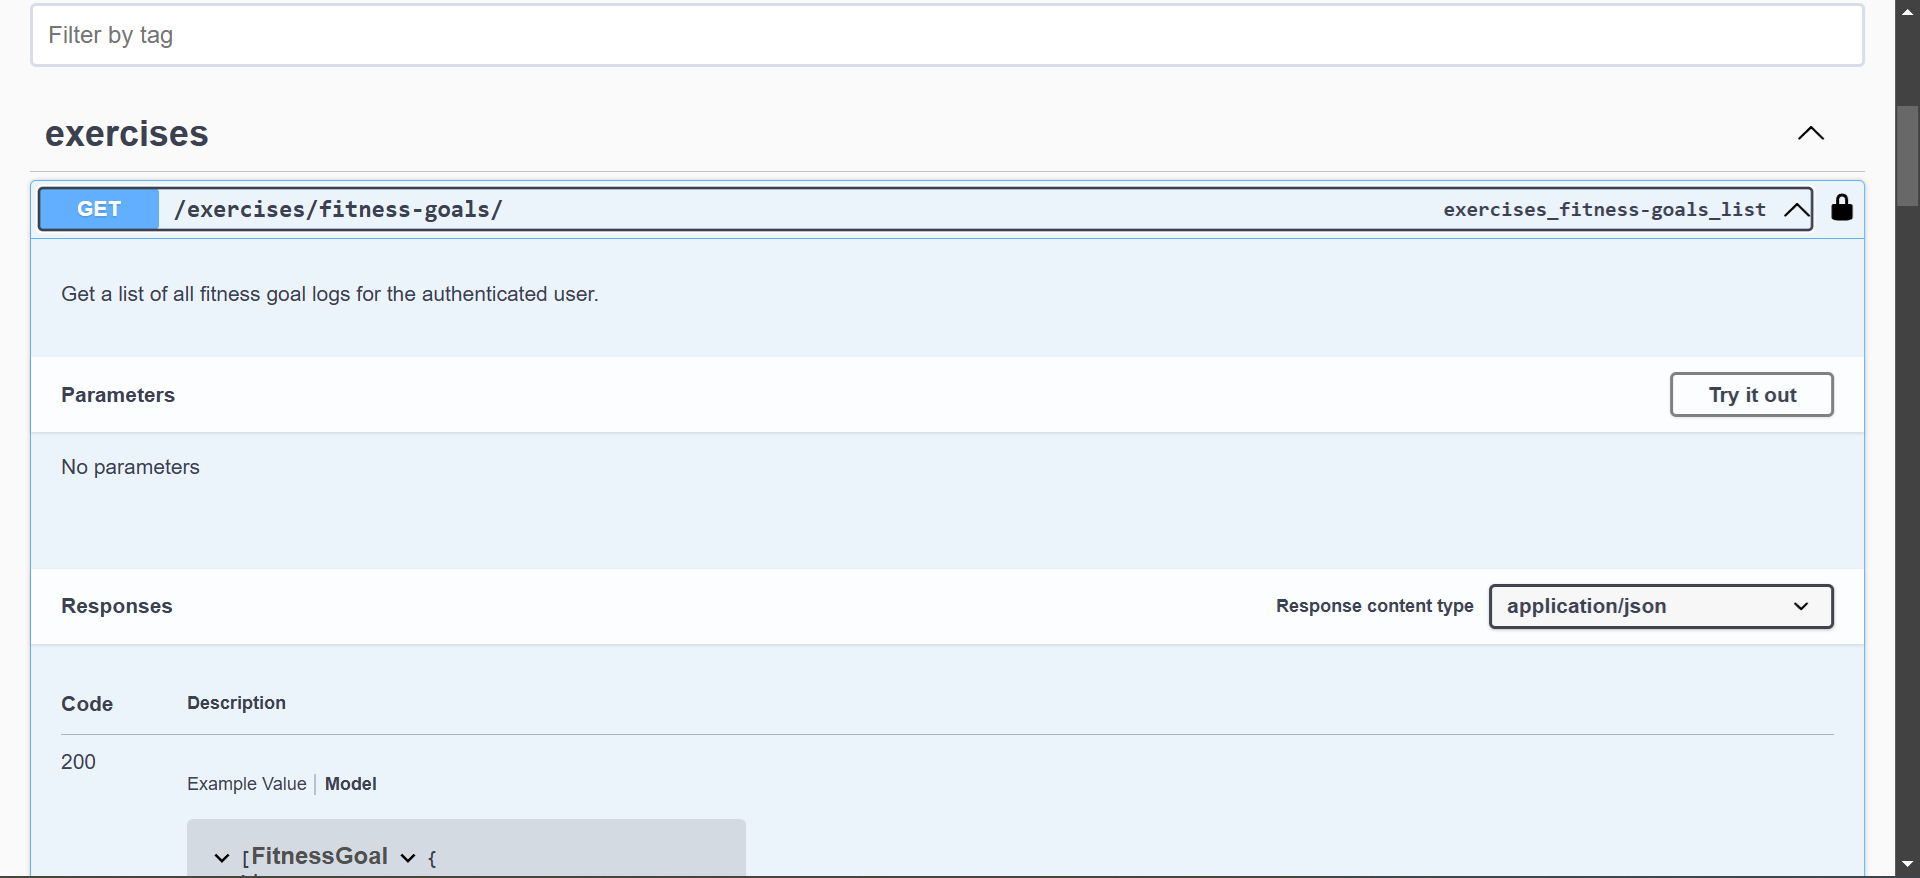 Filter by tag
exercises
GET /exercises/fitness-goals/ exercises_fitness-goals_list
Get a list of all fitness goal logs for the authenticated user.
Parameters Try it out
No parameters
Responses Response content type application/json
Code Description
200
Example Value Model
[FitnessGoal {